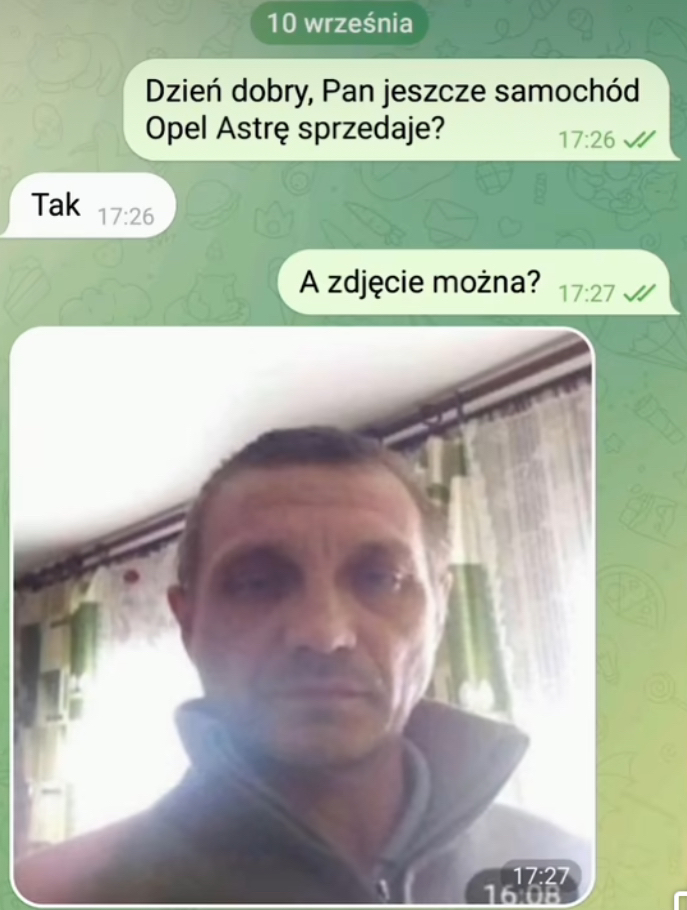 10 września
Dzień dobry, Pan jeszcze samochód
Opel Astrę sprzedaje?
17:26
Tak 17:26
A zdjęcie można? 17:27
17:27
16:08